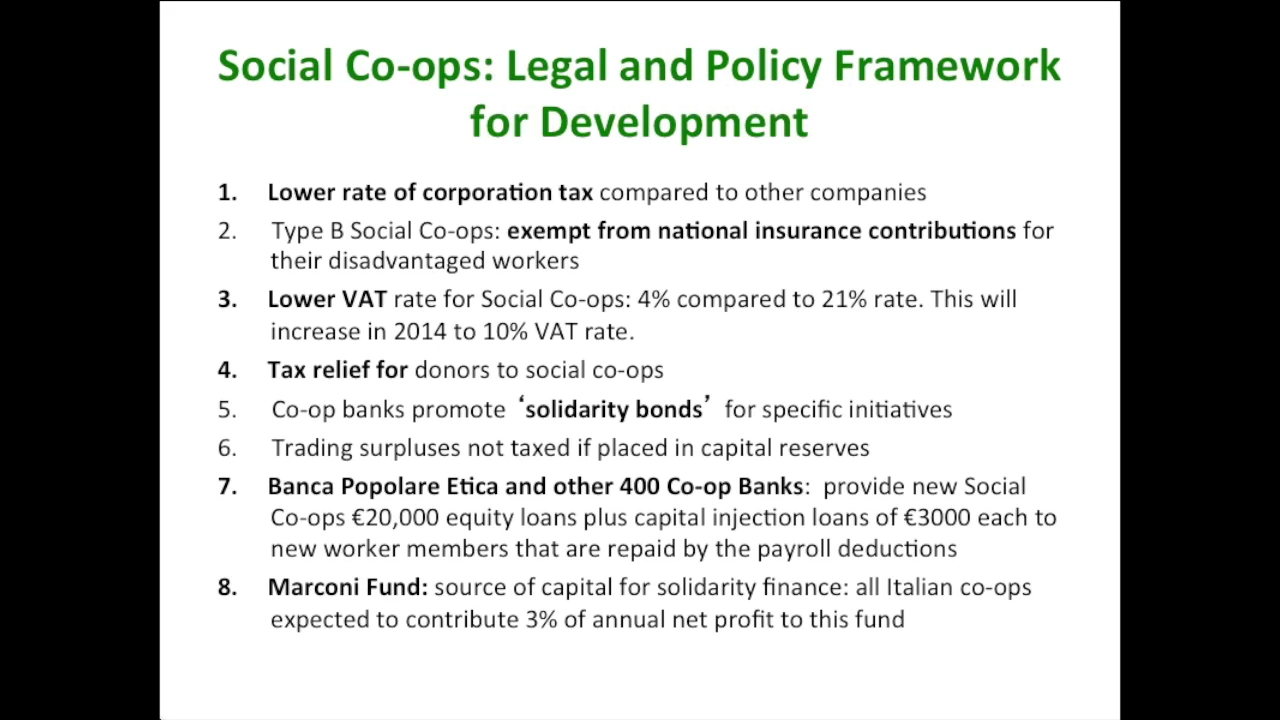 Social Co-ops: Legal and Policy Framework
for Development
1. Lower rate of corporation tax compared to other companies
2. Type B Social Co-ops: exempt from national insurance contributions for
their disadvantaged workers
3. Lower VAT rate for Social Co-ops: 4% compared to 21% rate. This will
increase in 2014 to 10% VAT rate.
4. Tax relief for donors to social co-ops
5. Co-op banks promote ‘solidarity bonds’ for specific initiatives
6. Trading surpluses not taxed if placed in capital reserves
7. Banca Popolare Etica and other 400 Co-op Banks: provide new Social
Co-ops €20,000 equity loans plus capital injection loans of €3000 each to
new worker members that are repaid by the payroll deductions
8. Marconi Fund: source of capital for solidarity finance: all Italian co-ops
expected to contribute 3% of annual net profit to this fund